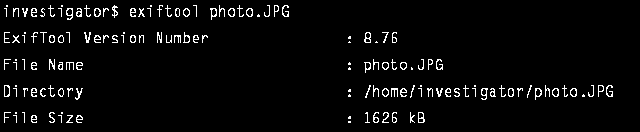 investigator$ exiftool photo.JPG
ExifTool Version Number : 8.76
File Name : photo.JPG
Directory : /home/investigator/photo.JPG
File Size : 1626 kB